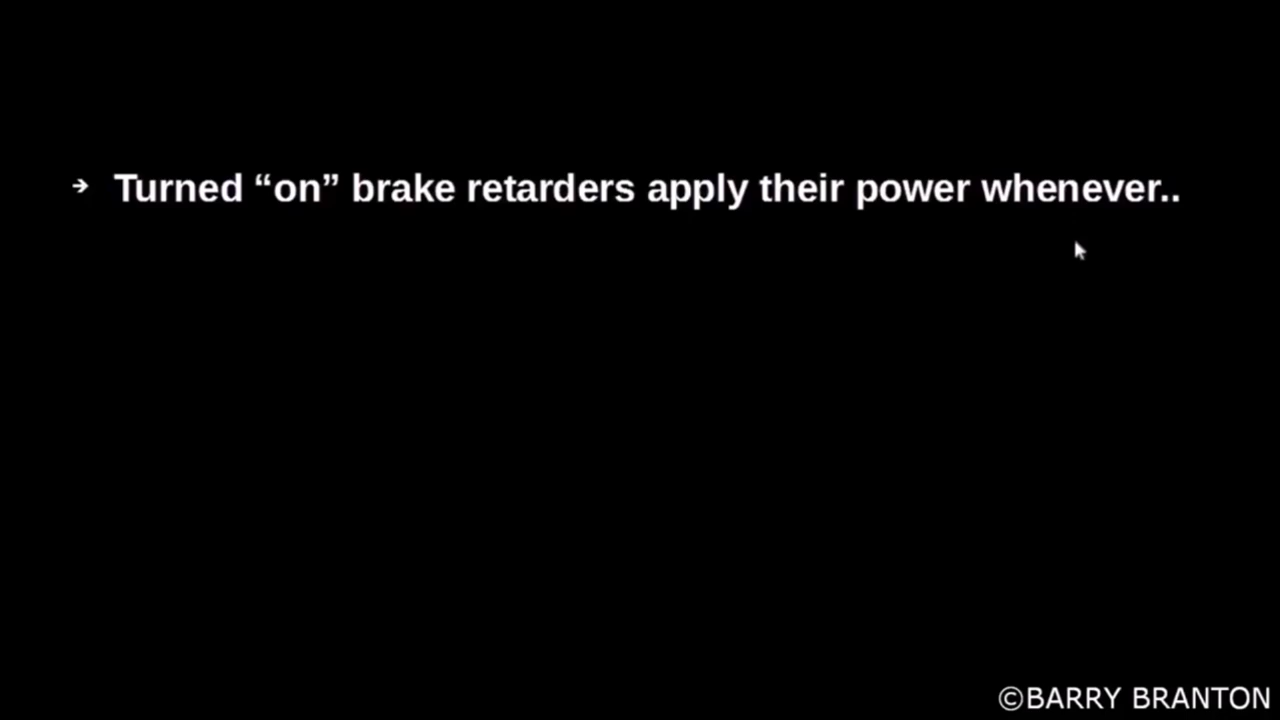 → Turned “on” brake retarders apply their power whenever..
©BARRY BRANTON